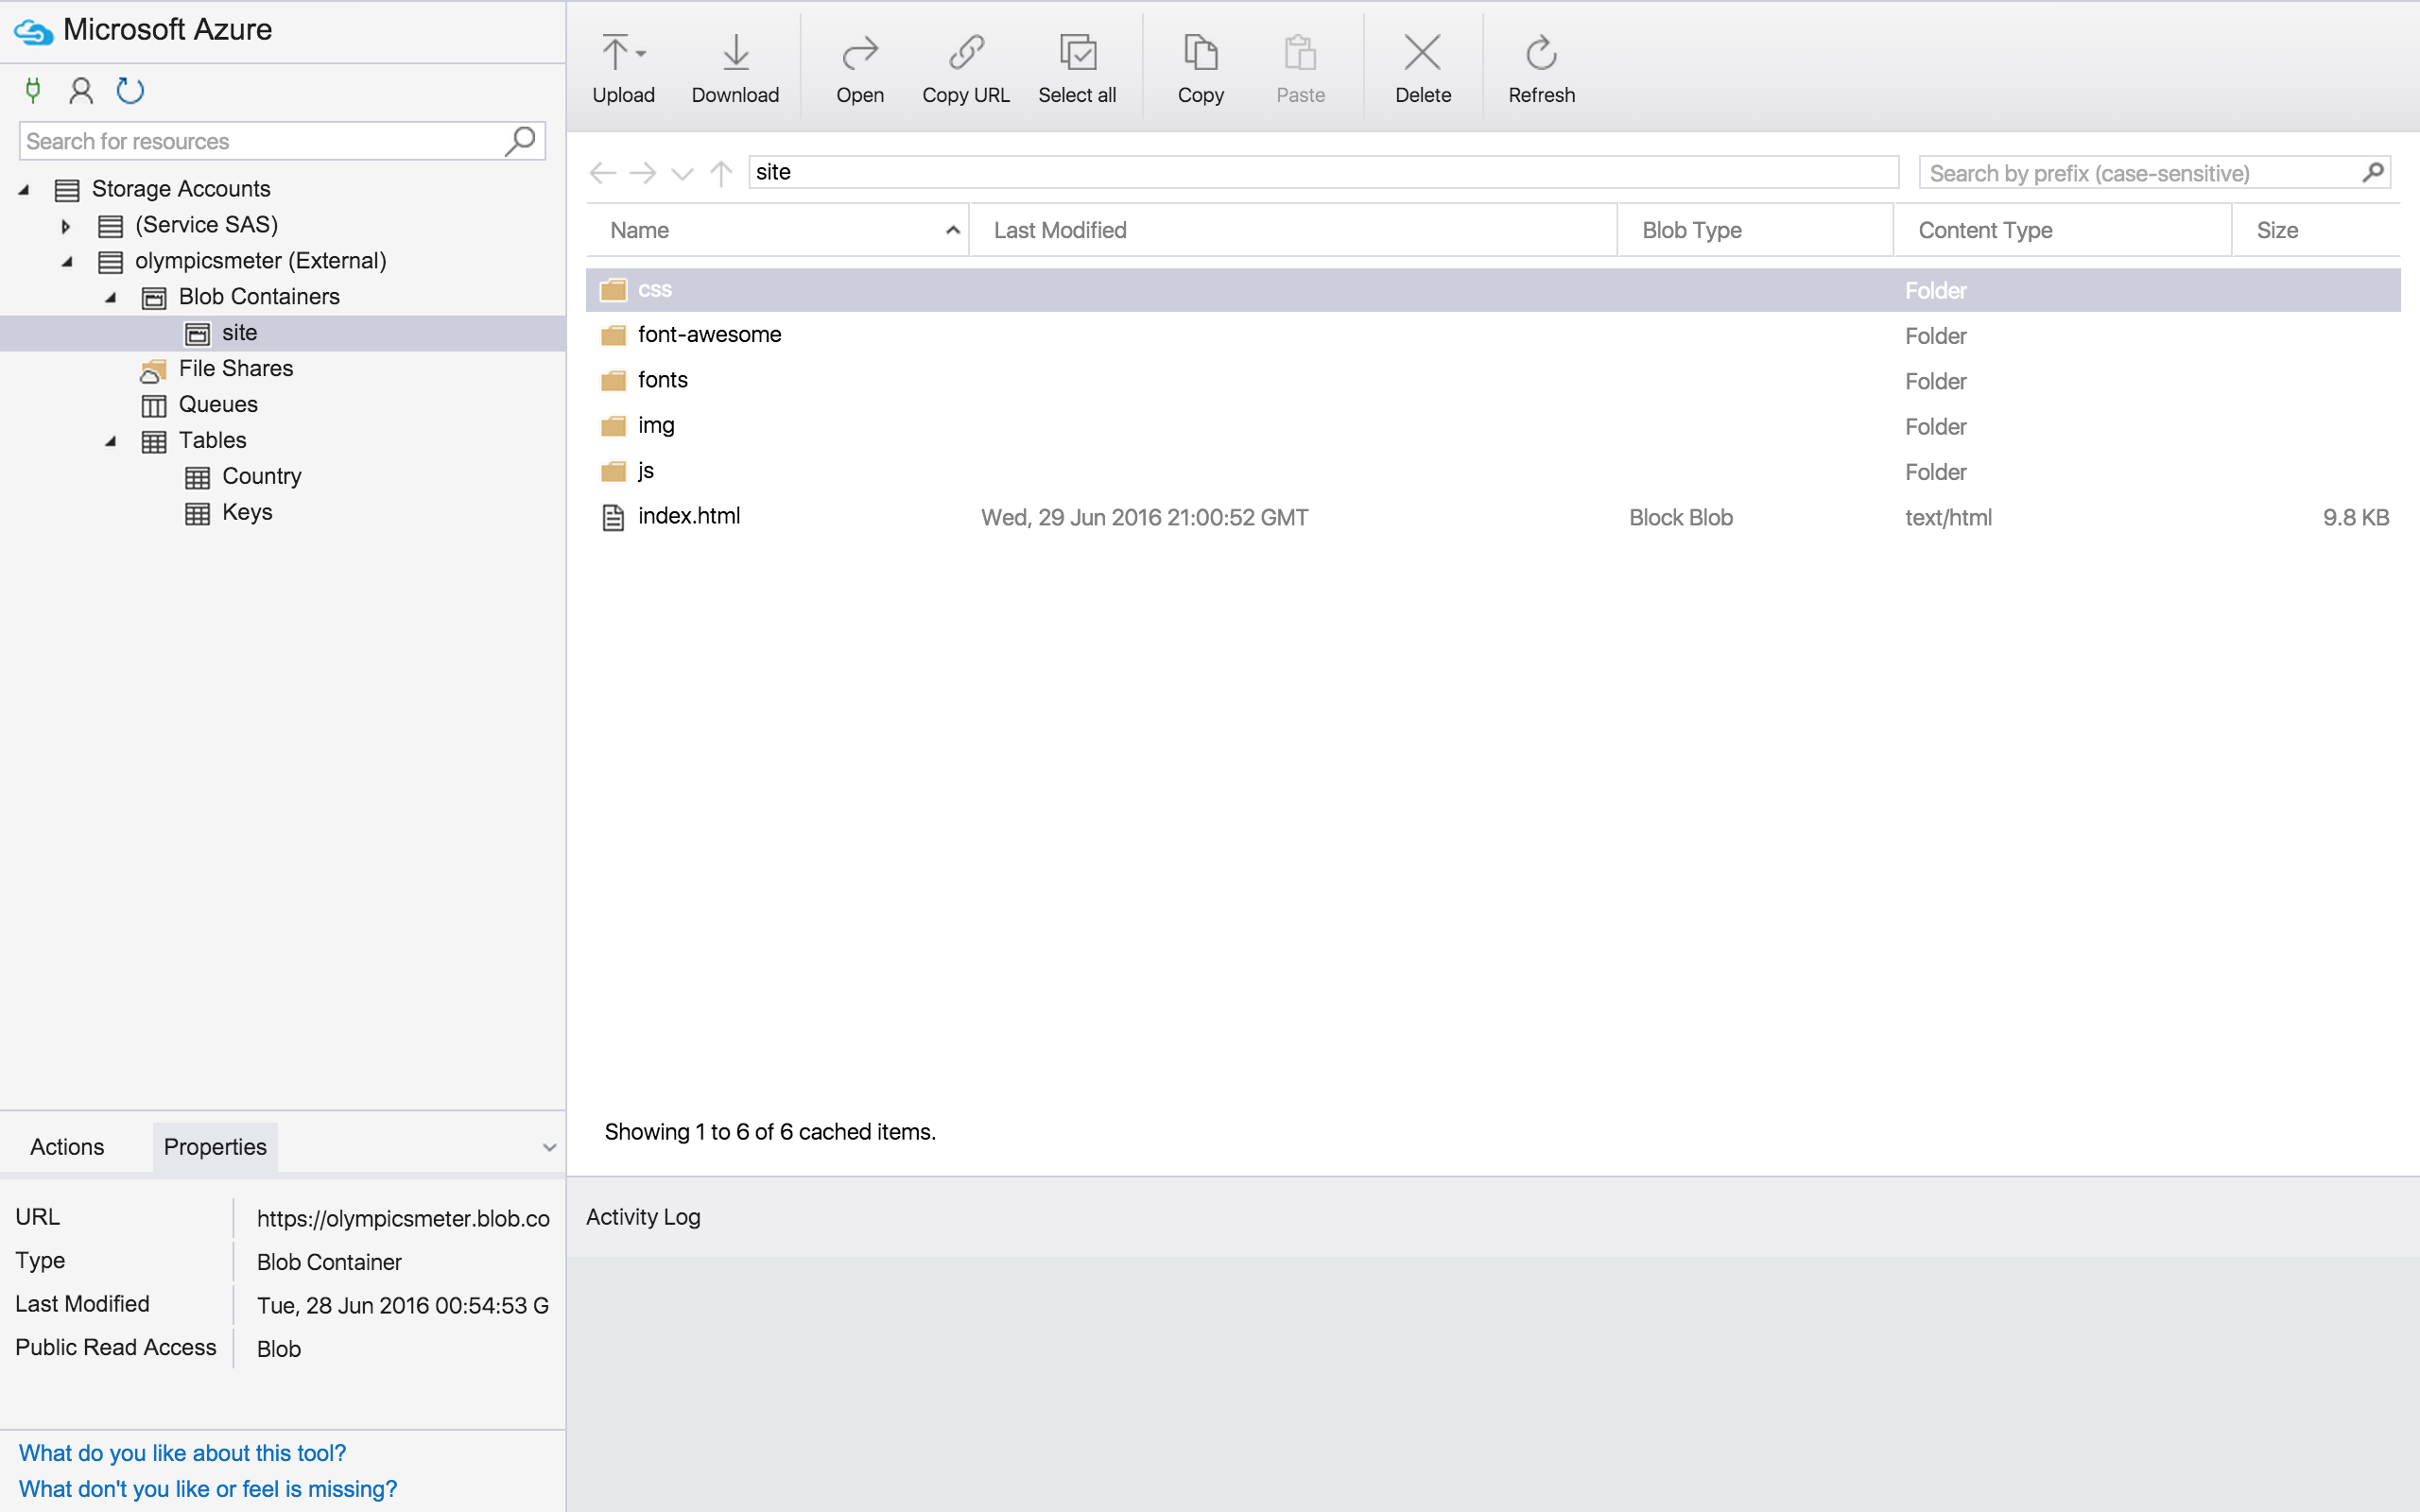 Microsoft Azure
Search for resources
Storage Accounts
(Service SAS)
olympicsmeter (External)
Blob Containers
site
File Shares
Queues
Tables
Country
Keys
Actions Properties
URL https://olympicsmeter.blob.co
Type Blob Container
Last Modified Tue, 28 Jun 2016 00:54:53 G
Public Read Access Blob
What do you like about this tool?
What don't you like or feel is missing?
Upload Download Open Copy URL Select all Copy Paste Delete Refresh
site Search by prefix (case-sensitive)
Name Last Modified Blob Type Content Type Size
css Folder
font-awesome Folder
fonts Folder
img Folder
js Folder
index.html Wed, 29 Jun 2016 21:00:52 GMT Block Blob text/html 9.8 KB
Showing 1 to 6 of 6 cached items.
Activity Log